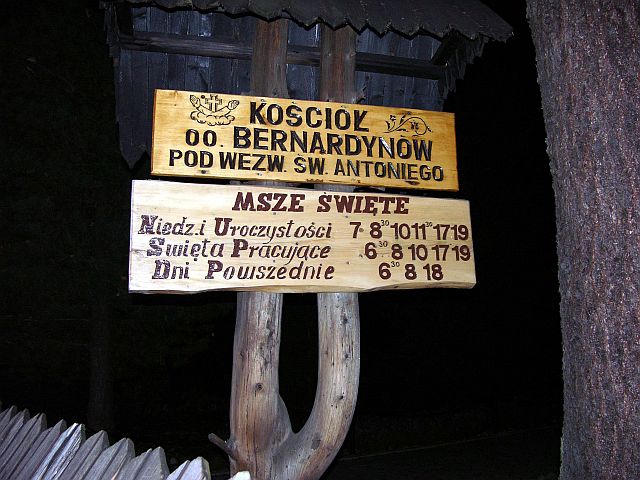 KOŚCIÓŁ
OO. BERNARDYNÓW
POD WEZW. ŚW. ANTONIEGO
MSZE ŚWIĘTE
Niedz.i Uroczystości 7 8³⁰ 10 11³⁰ 17 19
Święta Pracujące 6³⁰ 8 10 17 19
Dni Powszednie 6³⁰ 8 18